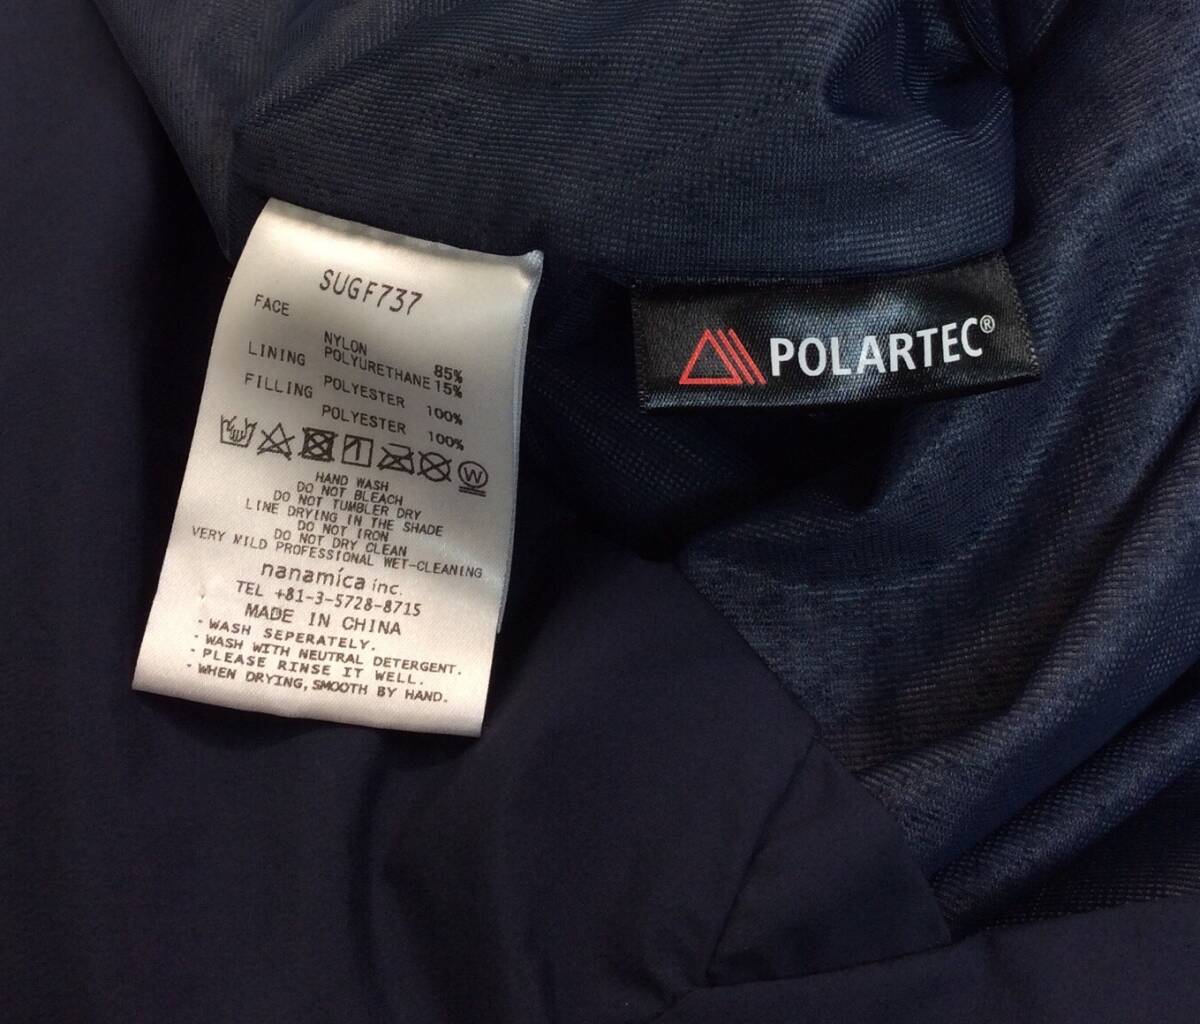 SUGF737
FACE
NYLON 85%
POLYURETHANE 15%
LINING
POLYESTER 100%
FILLING
POLYESTER 100%
W
HAND WASH
DO NOT BLEACH
DO NOT TUMBLER DRY
LINE DRYING IN THE SHADE
DO NOT IRON
DO NOT DRY CLEAN
VERY MILD PROFESSIONAL WET-CLEANING
nanamica inc.
TEL +81-3-5728-8715
MADE IN CHINA
・WASH SEPERATELY.
・WASH WITH NEUTRAL DETERGENT.
・PLEASE RINSE IT WELL.
・WHEN DRYING, SMOOTH BY HAND.
POLARTEC®